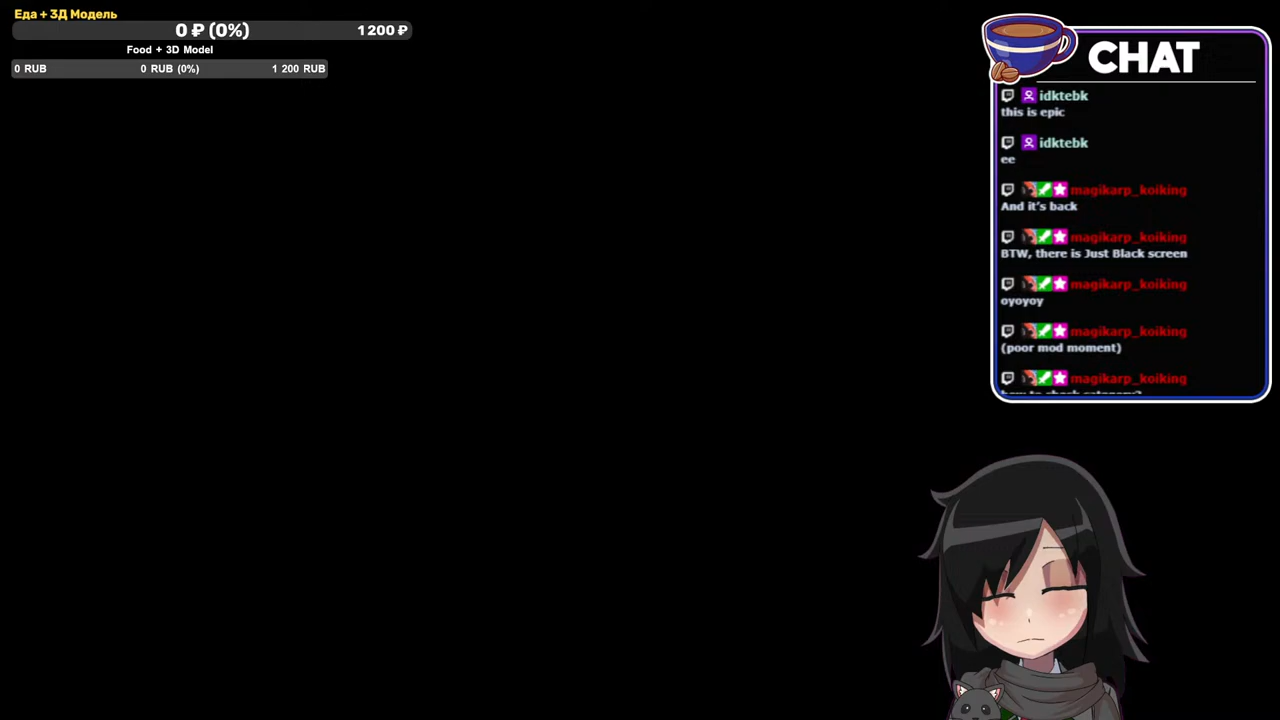 Еда + 3Д Модель
0 ₽ (0%) 1 200 ₽
Food + 3D Model
0 RUB 0 RUB (0%) 1 200 RUB
CHAT
idktebk
this is epic
idktebk
ee
magikarp_koiking
And it's back
magikarp_koiking
BTW, there is Just Black screen
magikarp_koiking
oyoyoy
magikarp_koiking
(poor mod moment)
magikarp_koiking